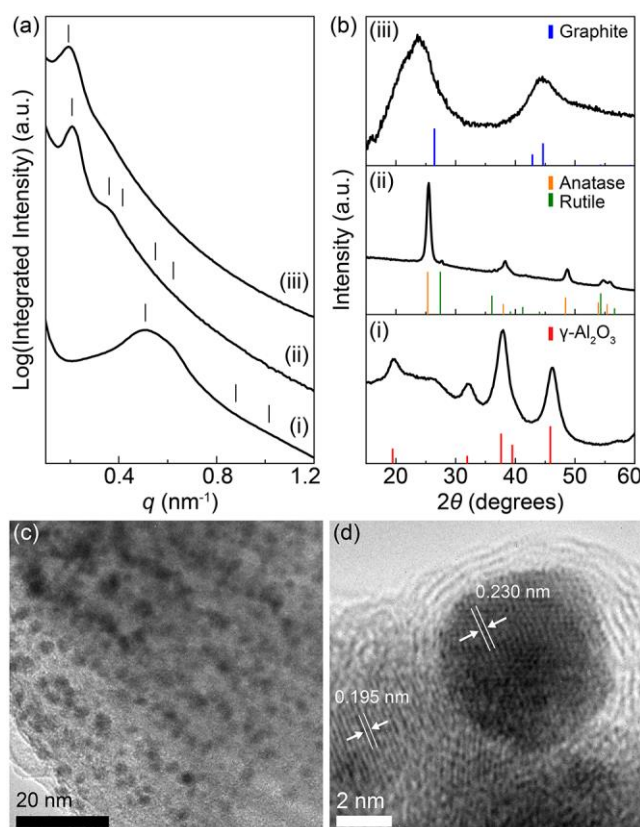 (a)
Log(Integrated Intensity) (a.u.)
(iii)
(ii)
(i)
0.4 0.8 1.2
q (nm⁻¹)
(b)
(iii)
Graphite
(ii)
Anatase
Rutile
(i)
γ-Al₂O₃
Intensity (a.u.)
20 30 40 50 60
2θ (degrees)
(c)
20 nm
(d)
0.230 nm
0.195 nm
2 nm